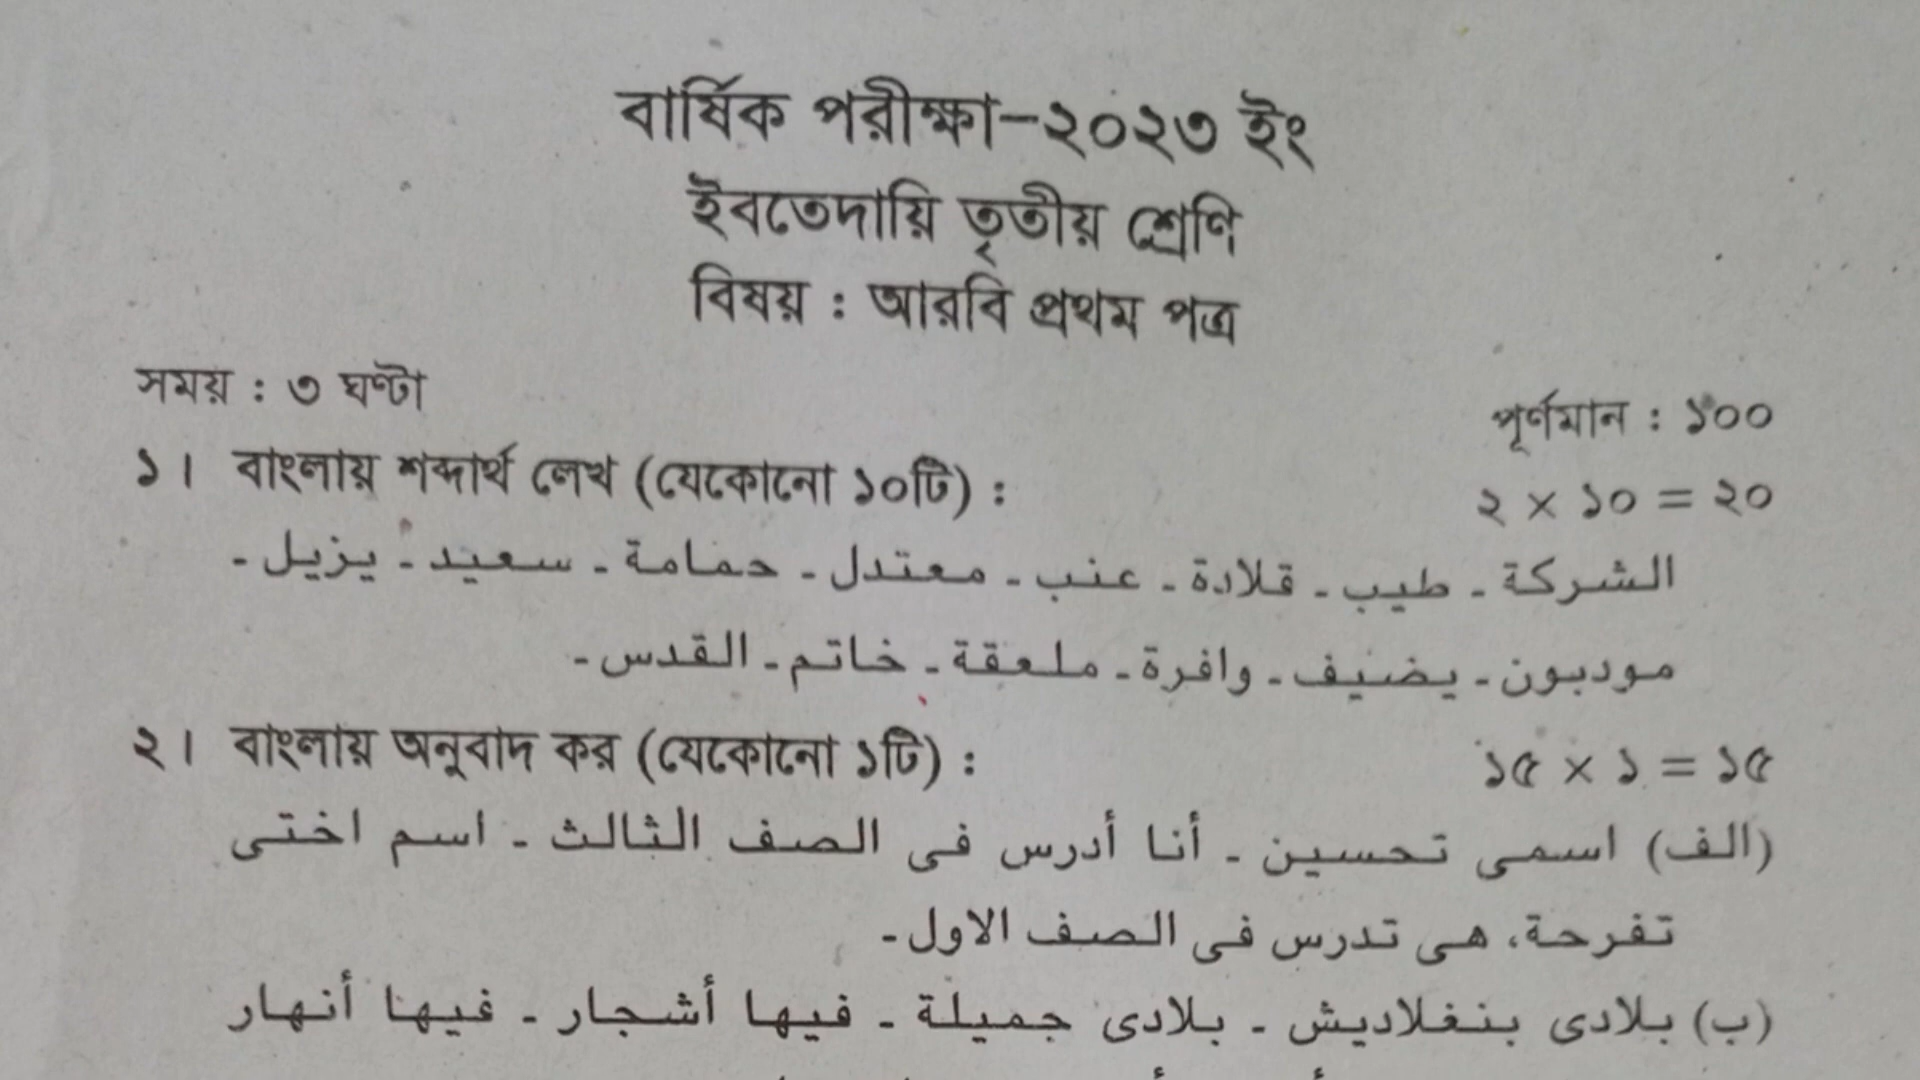 বার্ষিক পরীক্ষা-২০২৩ ইং
ইবতেদায়ি তৃতীয় শ্রেণি
বিষয় : আরবি প্রথম পত্র
সময় : ৩ ঘণ্টা
পূর্ণমান : ১০০
১। বাংলায় শব্দার্থ লেখ (যেকোনো ১০টি) : ২ × ১০ = ২০
الشركة ـ طيب ـ قلادة ـ عنب ـ معتدل ـ حمامة ـ سعيد ـ يزيل ـ
مودبون ـ يضيف ـ وافرة ـ ملعقة ـ خاتم ـ القدس ـ
২। বাংলায় অনুবাদ কর (যেকোনো ১টি) : ১৫ × ১ = ১৫
(الف) اسمى تحسين ـ أنا أدرس فى الصف الثالث ـ اسم اختى
تفرحة، هى تدرس فى الصف الاول ـ
(ب) بلادى بنغلاديش ـ بلادى جميلة ـ فيها أشجار ـ فيها أنهار